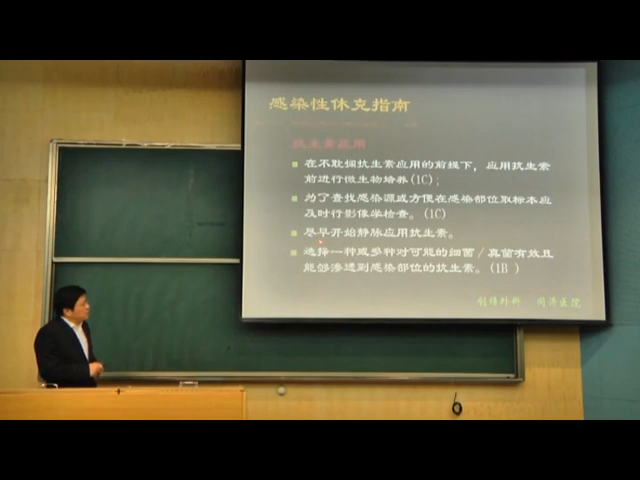 感染性休克指南
抗生素应用
在不耽搁抗生素应用的前提下，应用抗生素
前进行微生物培养(1C)；
为了查找感染源或方便在感染部位取标本应
及时行影像学检查。(1C)
尽早开始静脉应用抗生素。
选择一种或多种对可能的细菌/真菌有效且
能够渗透到感染部位的抗生素。(1B)
创伤外科 同济医院